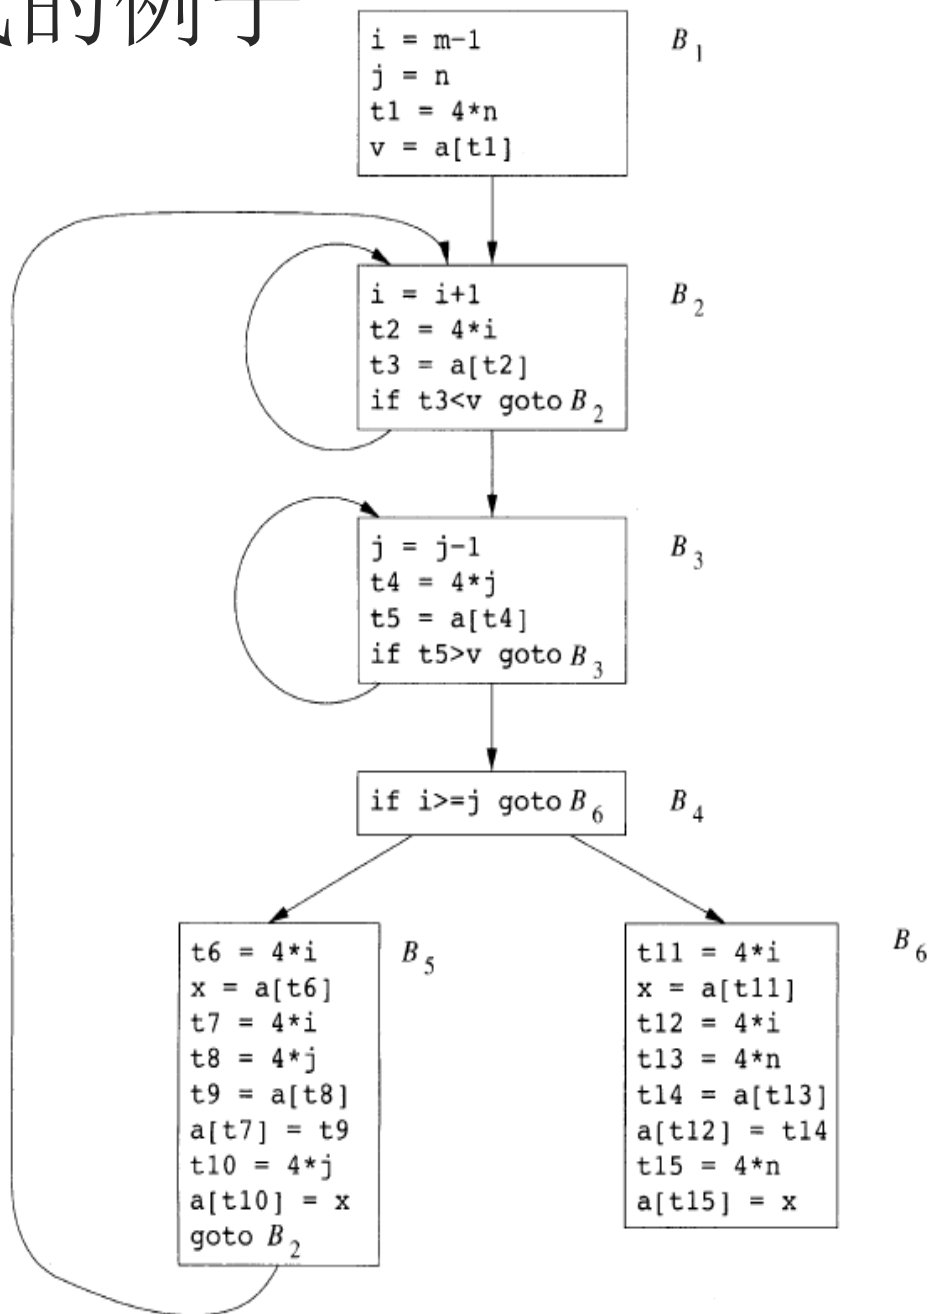 的例子
i = m-1
j = n
t1 = 4*n
v = a[t1]
B1
i = i+1
t2 = 4*i
t3 = a[t2]
if t3<v goto B2
B2
j = j-1
t4 = 4*j
t5 = a[t4]
if t5>v goto B3
B3
if i>=j goto B6
B4
t6 = 4*i
x = a[t6]
t7 = 4*i
t8 = 4*j
t9 = a[t8]
a[t7] = t9
t10 = 4*j
a[t10] = x
goto B2
B5
t11 = 4*i
x = a[t11]
t12 = 4*i
t13 = 4*n
t14 = a[t13]
a[t12] = t14
t15 = 4*n
a[t15] = x
B6